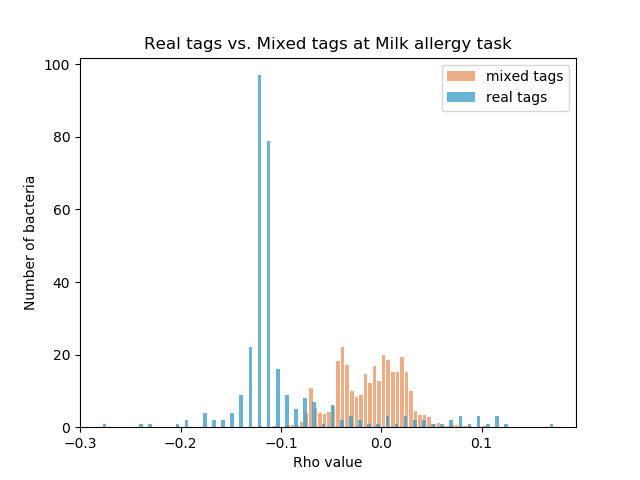 Real tags vs. Mixed tags at Milk allergy task
mixed tags
real tags
Number of bacteria
100
80
60
40
20
0
−0.3
−0.2
−0.1
0.0
0.1
Rho value